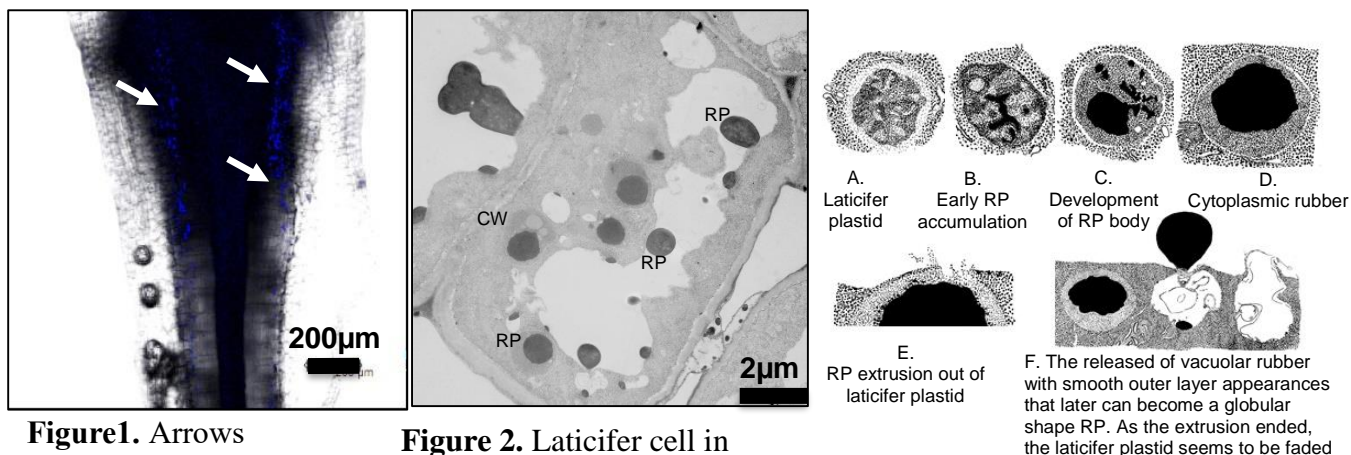 200µm
Figure1. Arrows
RP
CW
RP
RP
2µm
Figure 2. Laticifer cell in
A.
Laticifer
plastid
B.
Early RP
accumulation
C.
Development
of RP body
D.
Cytoplasmic rubber
E.
RP extrusion out of
laticifer plastid
F. The released of vacuolar rubber
with smooth outer layer appearances
that later can become a globular
shape RP. As the extrusion ended,
the laticifer plastid seems to be faded